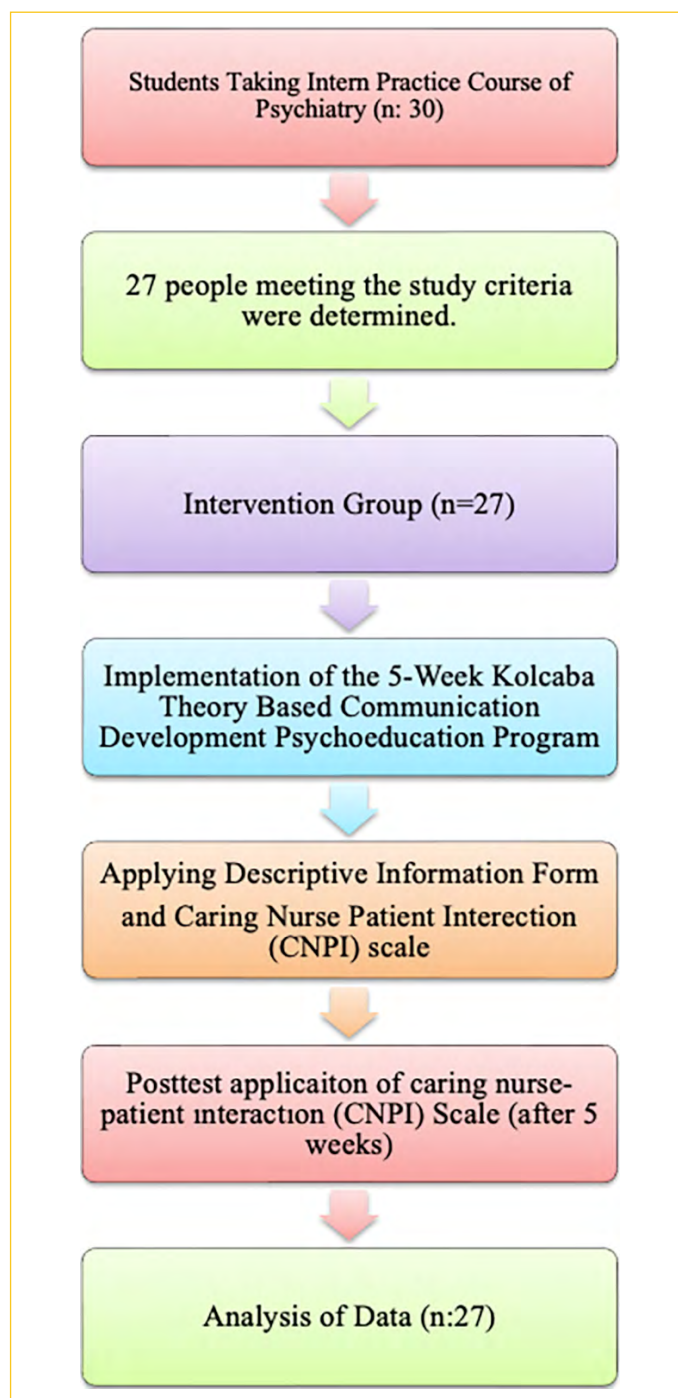 Students Taking Intern Practice Course of
Psychiatry (n: 30)
27 people meeting the study criteria
were determined.
Intervention Group (n=27)
Implementation of the 5-Week Kolcaba
Theory Based Communication
Development Psychoeducation Program
Applying Descriptive Information Form
and Caring Nurse Patient Interection
(CNPI) scale
Posttest applicaiton of caring nurse-
patient ınteractıon (CNPI) Scale (after 5
weeks)
Analysis of Data (n:27)